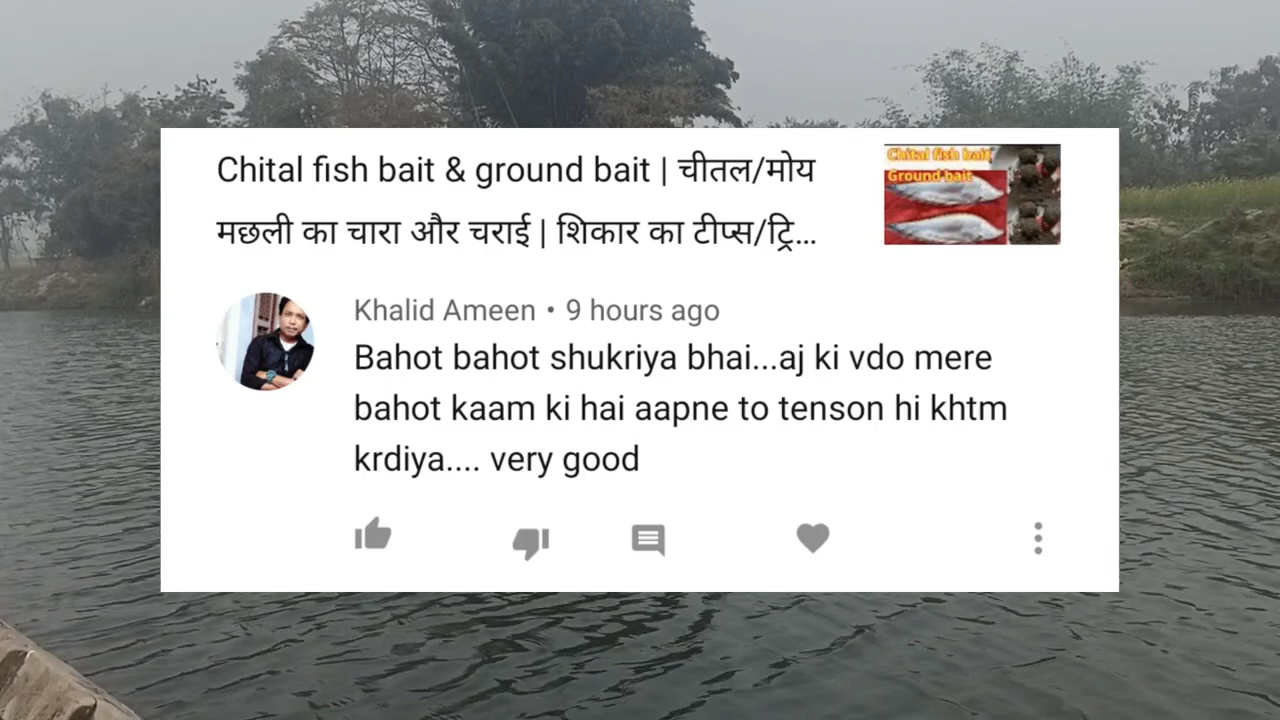 Chital fish bait & ground bait | चीतल/मोय
मछली का चारा और चराई | शिकार का टीप्स/ट्रि...
Chital fish bait
Ground bait
Khalid Ameen • 9 hours ago
Bahot bahot shukriya bhai...aj ki vdo mere
bahot kaam ki hai aapne to tenson hi khtm
krdiya.... very good